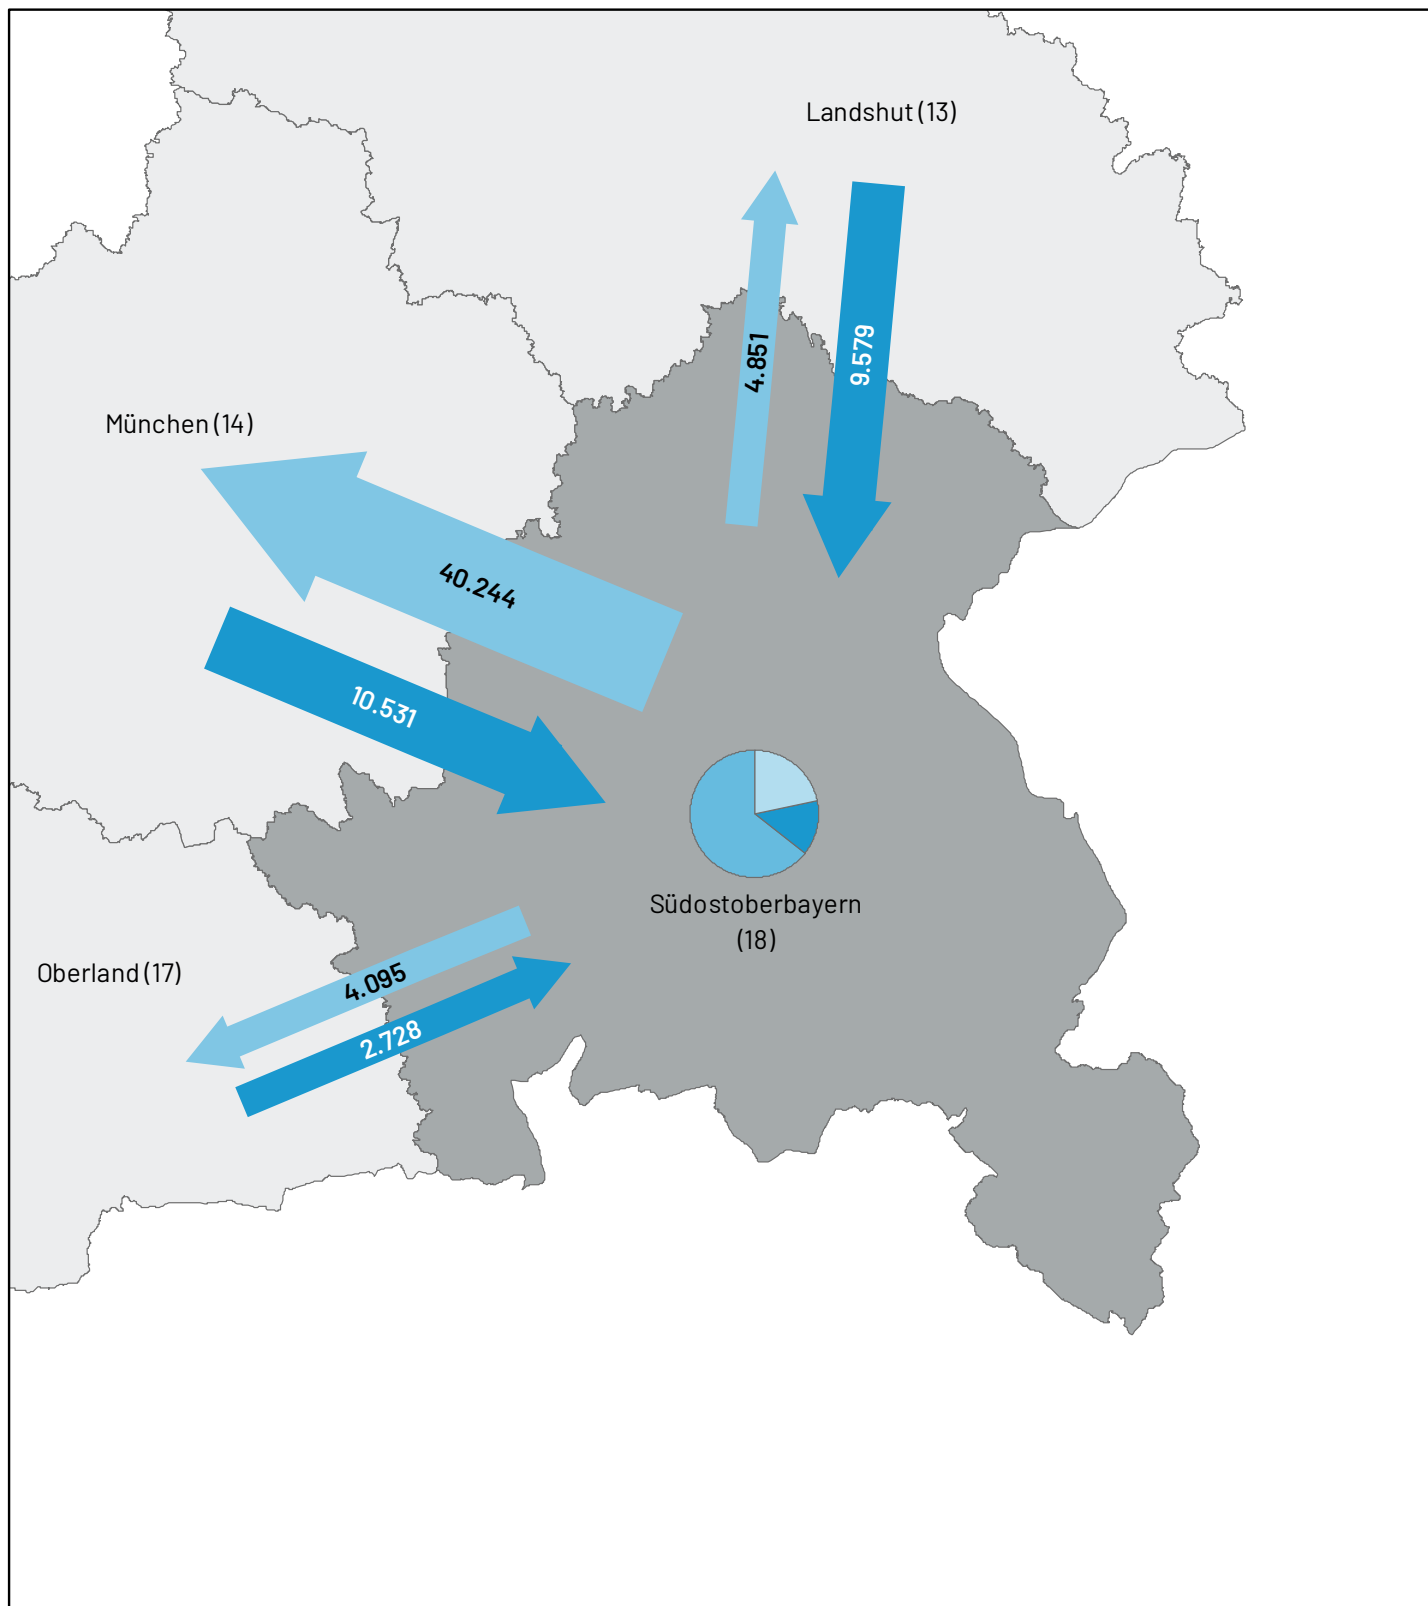 Landshut (13)
4.851
9.579
München (14)
40.244
10.531
Südostoberbayern
(18)
Oberland (17)
4.095
2.728